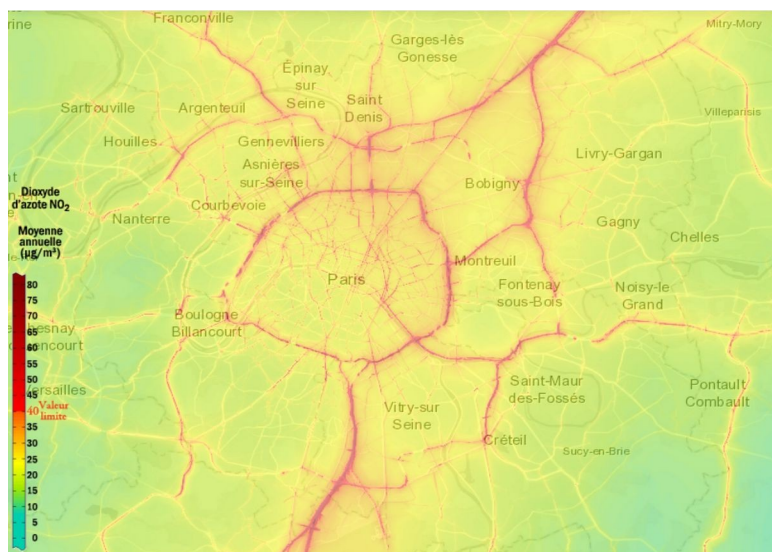 Franconville
Mitry-Mory
Garges-lès
Gonesse
Épinay
sur
Seine
Saint
Denis
Sartrouville
Argenteuil
Villeparisis
Houilles
Gennevilliers
Livry-Gargan
Asnières
sur-Seine
Bobigny
Dioxyde
d'azote NO2
Courbevoie
Nanterre
Gagny
Chelles
Moyenne
annuelle
(µg/m³)
Montreuil
Paris
Fontenay
sous-Bois
Noisy-le
Grand
Boulogne
Billancourt
80
75
70
65
60
55
50
45
40 Valeur
limite
35
30
25
20
15
10
5
0
Saint-Maur
des-Fossés
Pontault
Combault
Vitry-sur
Seine
Créteil
Sucy-en-Brie